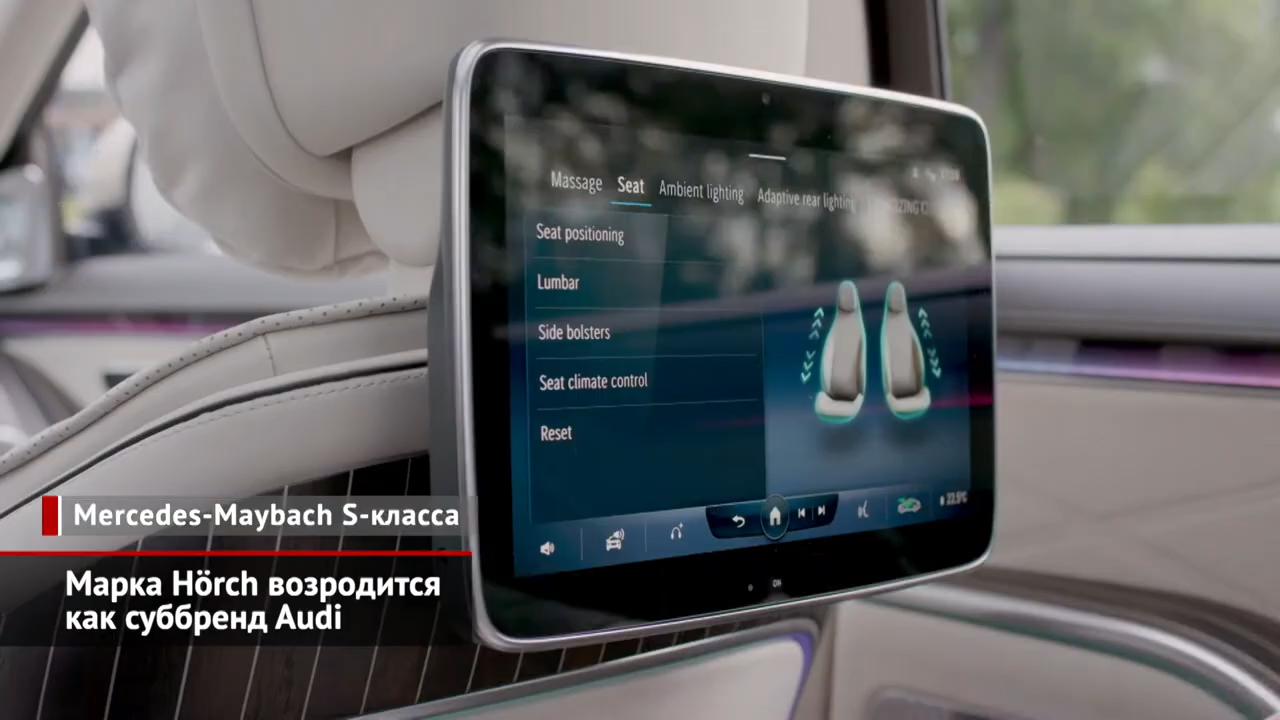 Massage Seat Ambient lighting Adaptive rear lighting
Seat positioning
Lumbar
Side bolsters
Seat climate control
Reset
ON
Mercedes-Maybach S-класса
Марка Hörch возродится
как суббренд Audi